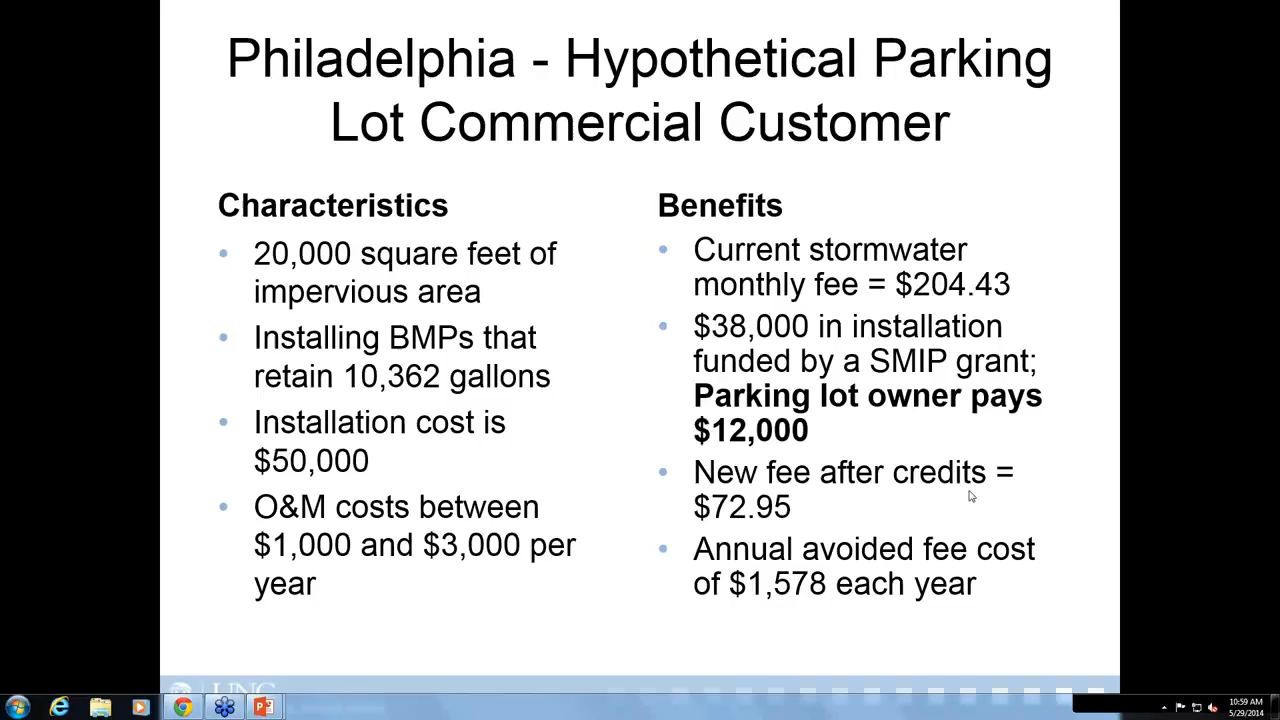 Philadelphia - Hypothetical Parking
Lot Commercial Customer
Characteristics
• 20,000 square feet of
impervious area
• Installing BMPs that
retain 10,362 gallons
• Installation cost is
$50,000
• O&M costs between
$1,000 and $3,000 per
year
Benefits
• Current stormwater
monthly fee = $204.43
• $38,000 in installation
funded by a SMIP grant;
Parking lot owner pays
$12,000
• New fee after credits =
$72.95
• Annual avoided fee cost
of $1,578 each year
UNC
10:59 AM
5/29/2014